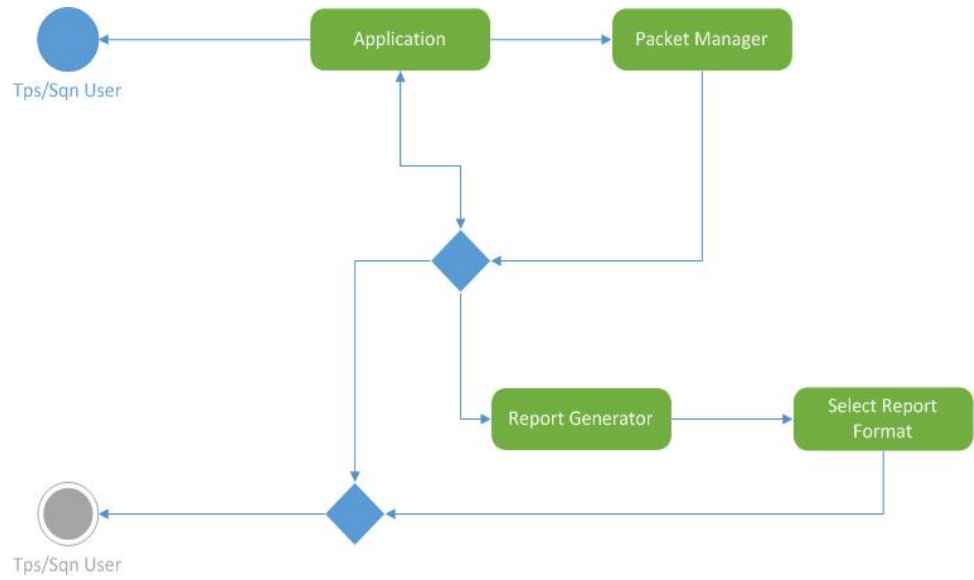 Application
Packet Manager
Tps/Sqn User
Report Generator
Select Report
Format
Tps/Sqn User